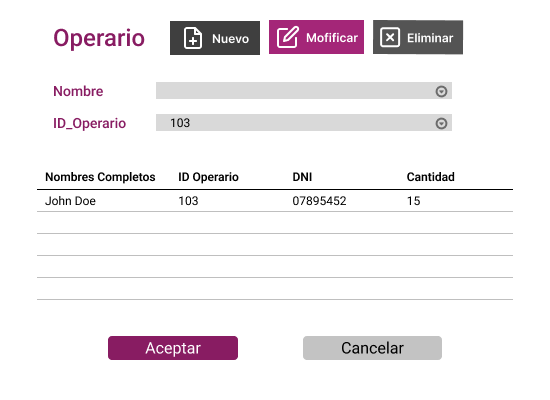 Operario Nuevo Mofificar Eliminar
Nombre
ID_Operario 103
Nombres Completos ID Operario DNI Cantidad
John Doe 103 07895452 15
Aceptar Cancelar